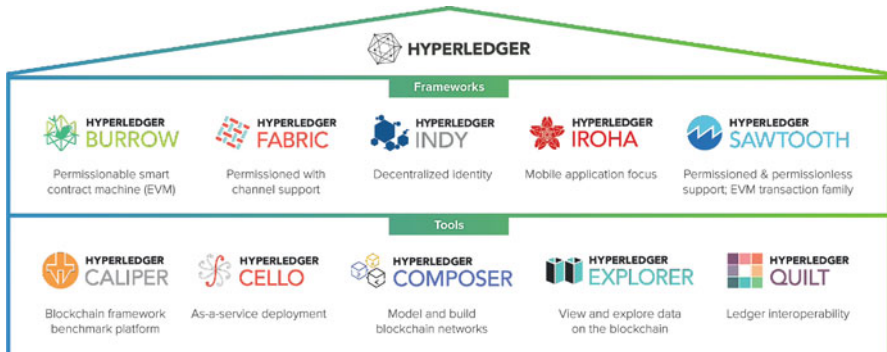 HYPERLEDGER
Frameworks
HYPERLEDGER
BURROW
Permissionable smart
contract machine (EVM)
HYPERLEDGER
FABRIC
Permissioned with
channel support
HYPERLEDGER
INDY
Decentralized identity
HYPERLEDGER
IROHA
Mobile application focus
HYPERLEDGER
SAWTOOTH
Permissioned & permissionless
support; EVM transaction family
Tools
HYPERLEDGER
CALIPER
Blockchain framework
benchmark platform
HYPERLEDGER
CELLO
As-a-service deployment
HYPERLEDGER
COMPOSER
Model and build
blockchain networks
HYPERLEDGER
EXPLORER
View and explore data
on the blockchain
HYPERLEDGER
QUILT
Ledger interoperability